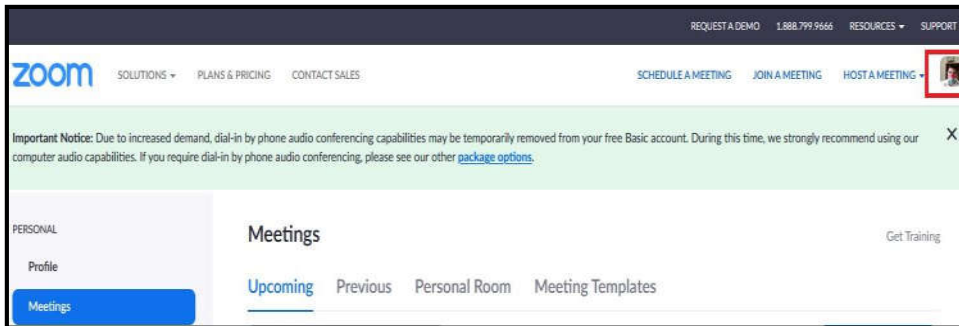 REQUEST A DEMO 1.888.799.9666 RESOURCES SUPPORT
zoom SOLUTIONS PLANS & PRICING CONTACT SALES SCHEDULE A MEETING JOIN A MEETING HOST A MEETING
Important Notice: Due to increased demand, dial-in by phone audio conferencing capabilities may be temporarily removed from your free Basic account. During this time, we strongly recommend using our X
computer audio capabilities. If you require dial-in by phone audio conferencing, please see our other package options.
PERSONAL
Meetings Get Training
Profile
Upcoming Previous Personal Room Meeting Templates
Meetings